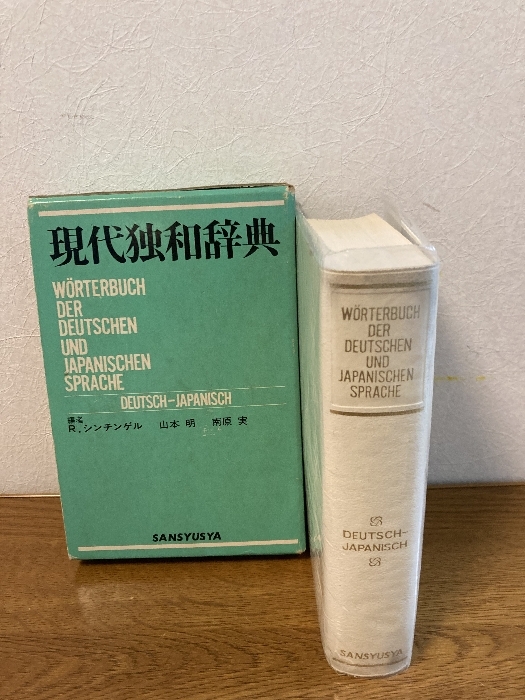 現代独和辞典
WÖRTERBUCH
DER
DEUTSCHEN
UND
JAPANISCHEN
SPRACHE
DEUTSCH-JAPANISCH
R.シンチンゲル 山本 明 南原 実
SANSYUSYA
WÖRTERBUCH
DER
DEUTSCHEN
UND
JAPANISCHEN
SPRACHE
DEUTSCH-
JAPANISCH
SANSYUSYA